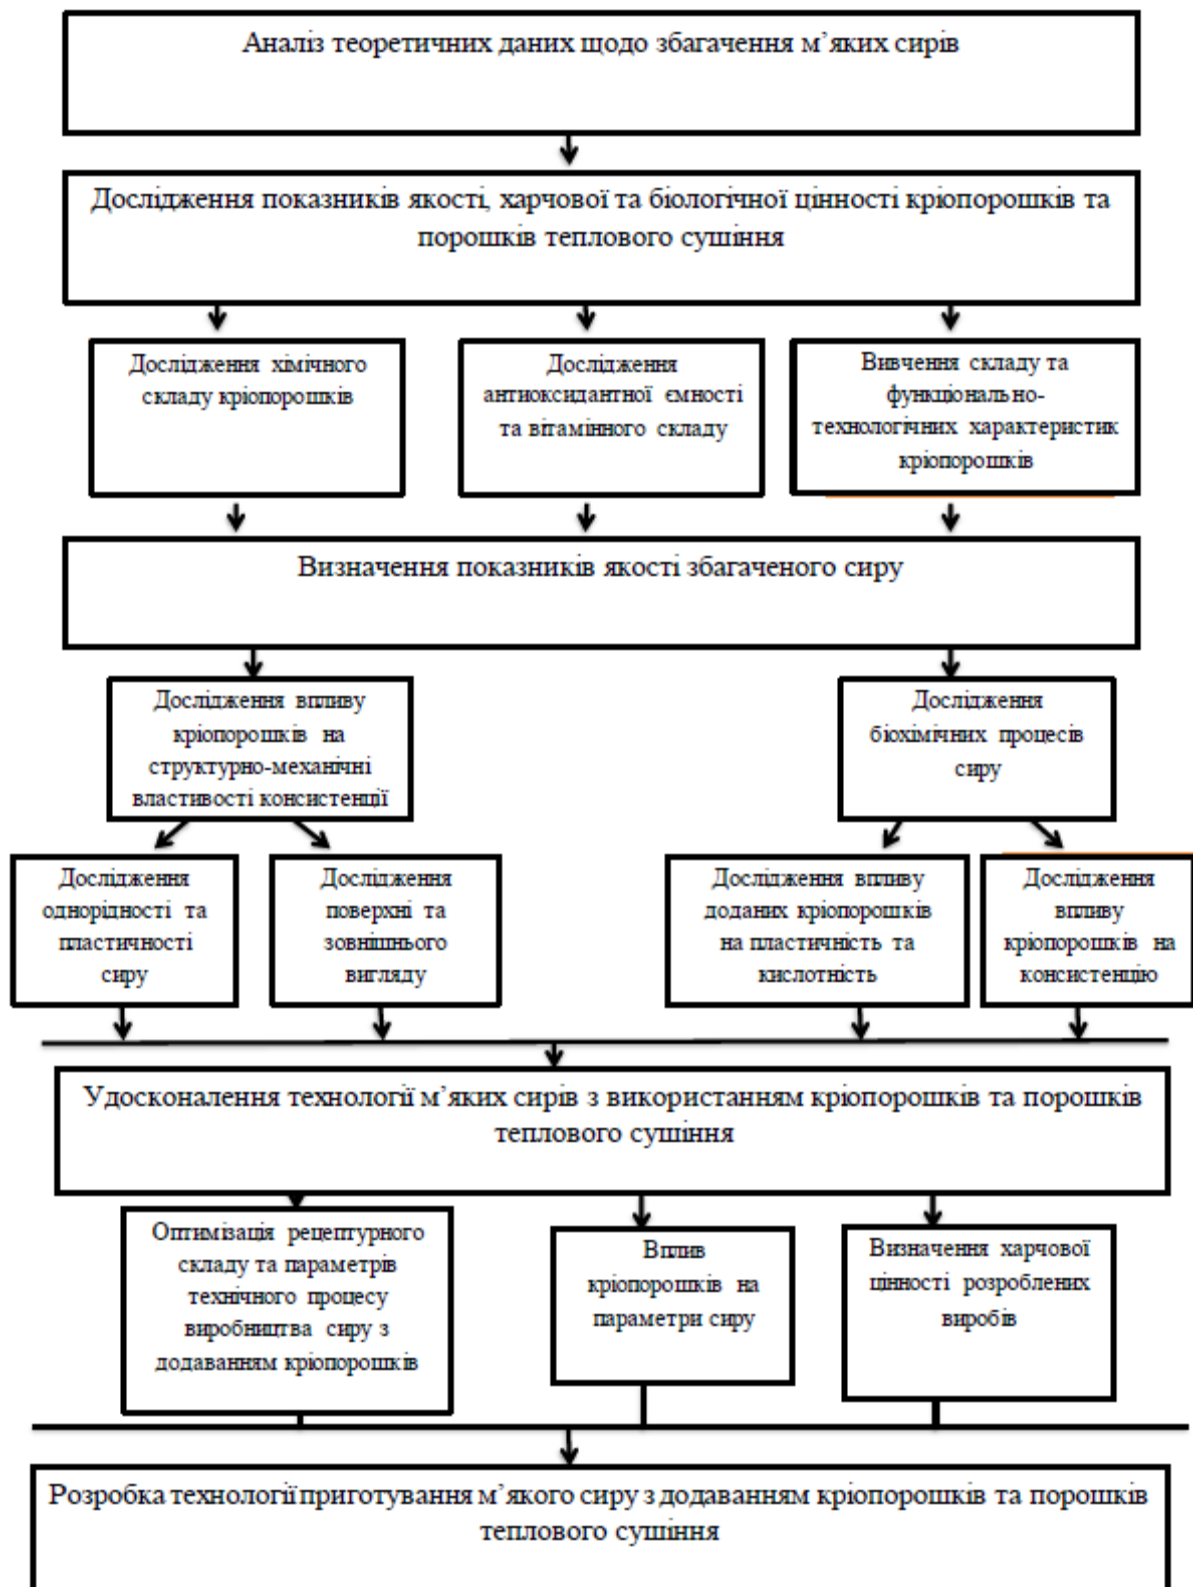 Аналіз теоретичних даних щодо збагачення м’яких сирів
Дослідження показників якості, харчової та біологічної цінності кріопорошків та
порошків теплового сушіння
Дослідження хімічного
складу кріопорошків
Дослідження
антиоксидантної ємності
та вітамінного складу
Вивчення складу та
функціонально-
технологічних характеристик
кріопорошків
Визначення показників якості збагаченого сиру
Дослідження впливу
кріопорошків на
структурно-механічні
властивості консистенції
Дослідження
біохімічних процесів
сиру
Дослідження
однорідності та
пластичності
сиру
Дослідження
поверхні та
зовнішнього
вигляду
Дослідження впливу
доданих кріопорошків
на пластичність та
кислотність
Дослідження
впливу
кріопорошків на
консистенцію
Удосконалення технології м’яких сирів з використанням кріопорошків та порошків
теплового сушіння
Оптимізація рецептурного
складу та параметрів
технічного процесу
виробництва сиру з
додаванням кріопорошків
Вплив
кріопорошків на
параметри сиру
Визначення харчової
цінності розроблених
виробів
Розробка технології приготування м’якого сиру з додаванням кріопорошків та порошків
теплового сушіння